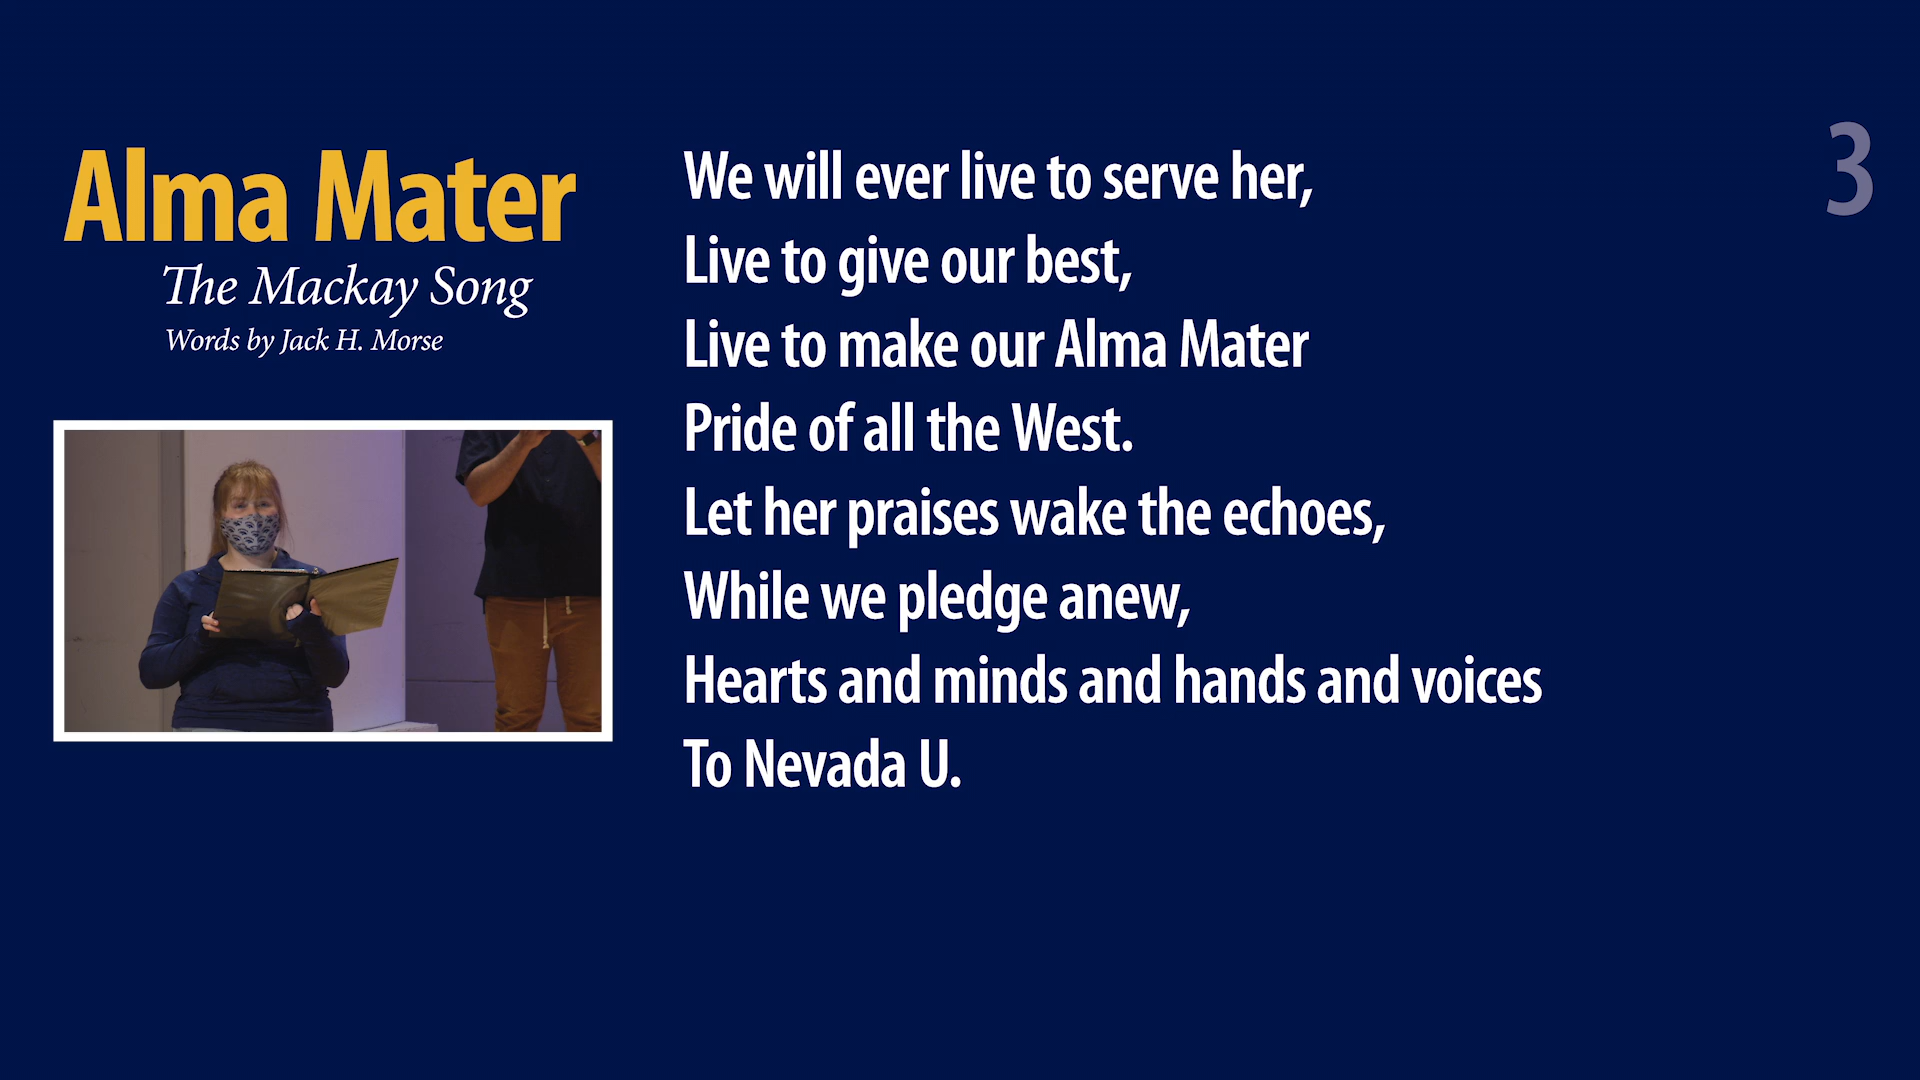 Alma Mater
The Mackay Song
Words by Jack H. Morse
We will ever live to serve her,
Live to give our best,
Live to make our Alma Mater
Pride of all the West.
Let her praises wake the echoes,
While we pledge anew,
Hearts and minds and hands and voices
To Nevada U.
3